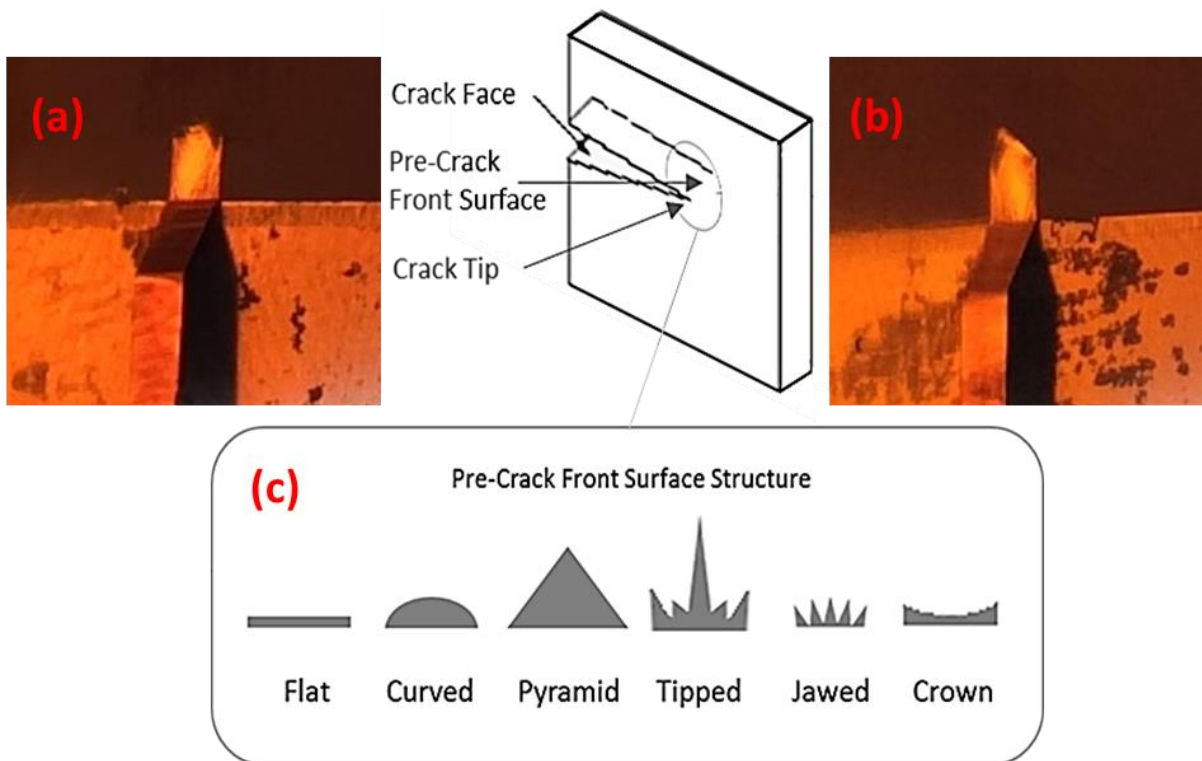 (a)
Crack Face
Pre-Crack
Front Surface
Crack Tip
(b)
(c)
Pre-Crack Front Surface Structure
Flat Curved Pyramid Tipped Jawed Crown